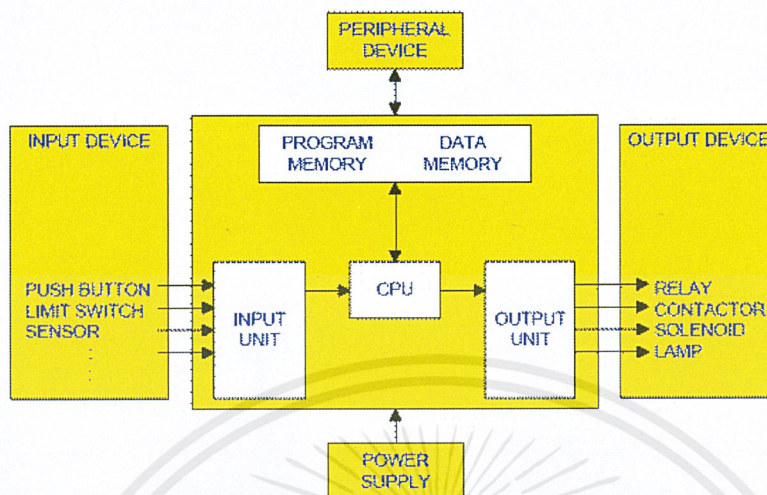 PERIPHERAL
DEVICE
INPUT DEVICE
PUSH BUTTON
LIMIT SWITCH
SENSOR
PROGRAM
MEMORY
DATA
MEMORY
INPUT
UNIT
CPU
OUTPUT
UNIT
OUTPUT DEVICE
RELAY
CONTACTOR
SOLENOID
LAMP
POWER
SUPPLY